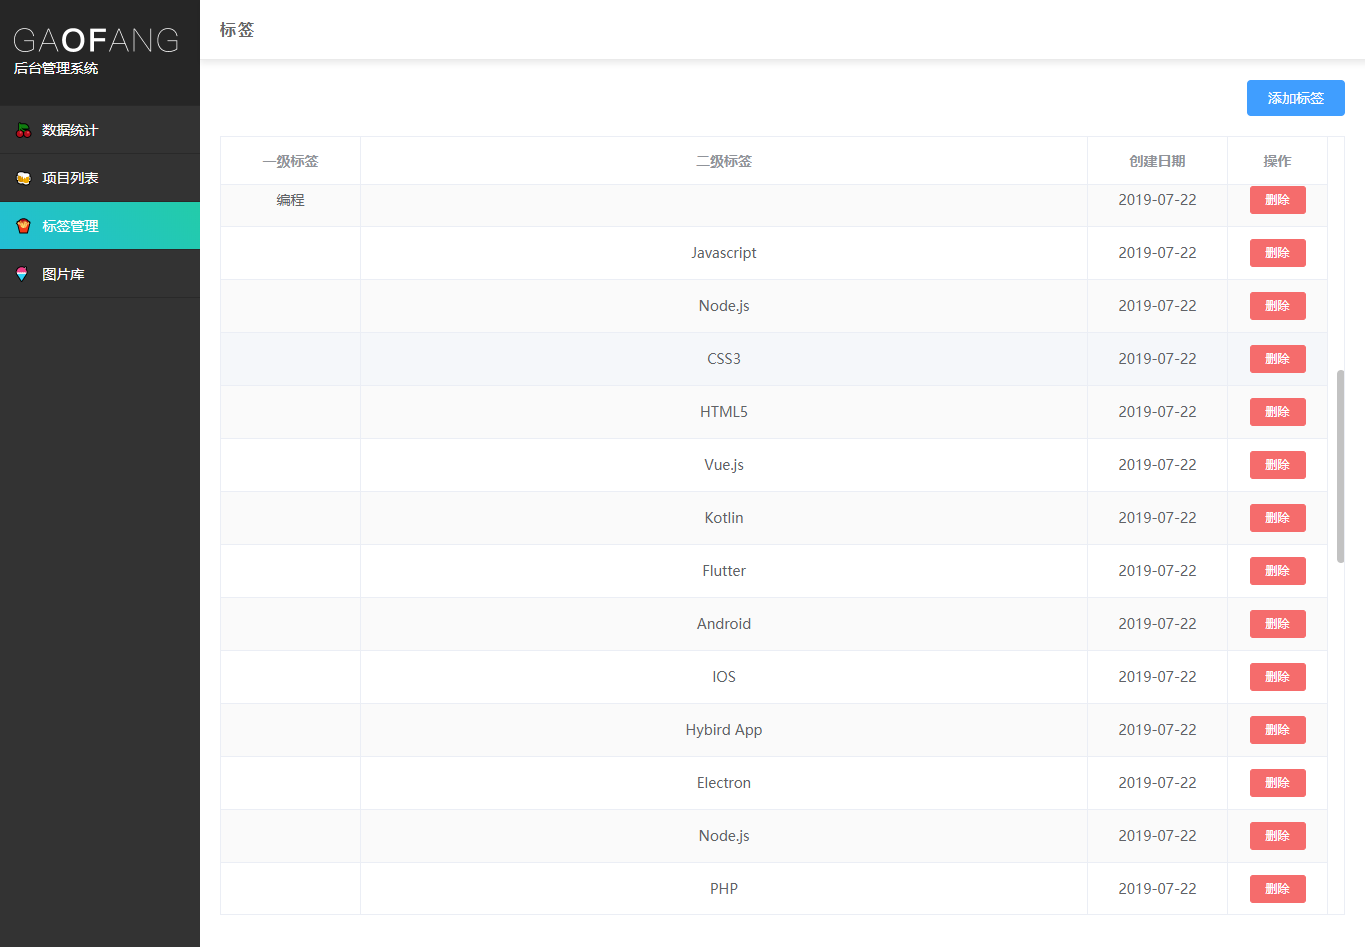 GAOFANG
后台管理系统
数据统计
项目列表
标签管理
图片库
标签
添加标签
一级标签 二级标签 创建日期 操作
编程 2019-07-22 删除
Javascript 2019-07-22 删除
Node.js 2019-07-22 删除
CSS3 2019-07-22 删除
HTML5 2019-07-22 删除
Vue.js 2019-07-22 删除
Kotlin 2019-07-22 删除
Flutter 2019-07-22 删除
Android 2019-07-22 删除
IOS 2019-07-22 删除
Hybird App 2019-07-22 删除
Electron 2019-07-22 删除
Node.js 2019-07-22 删除
PHP 2019-07-22 删除